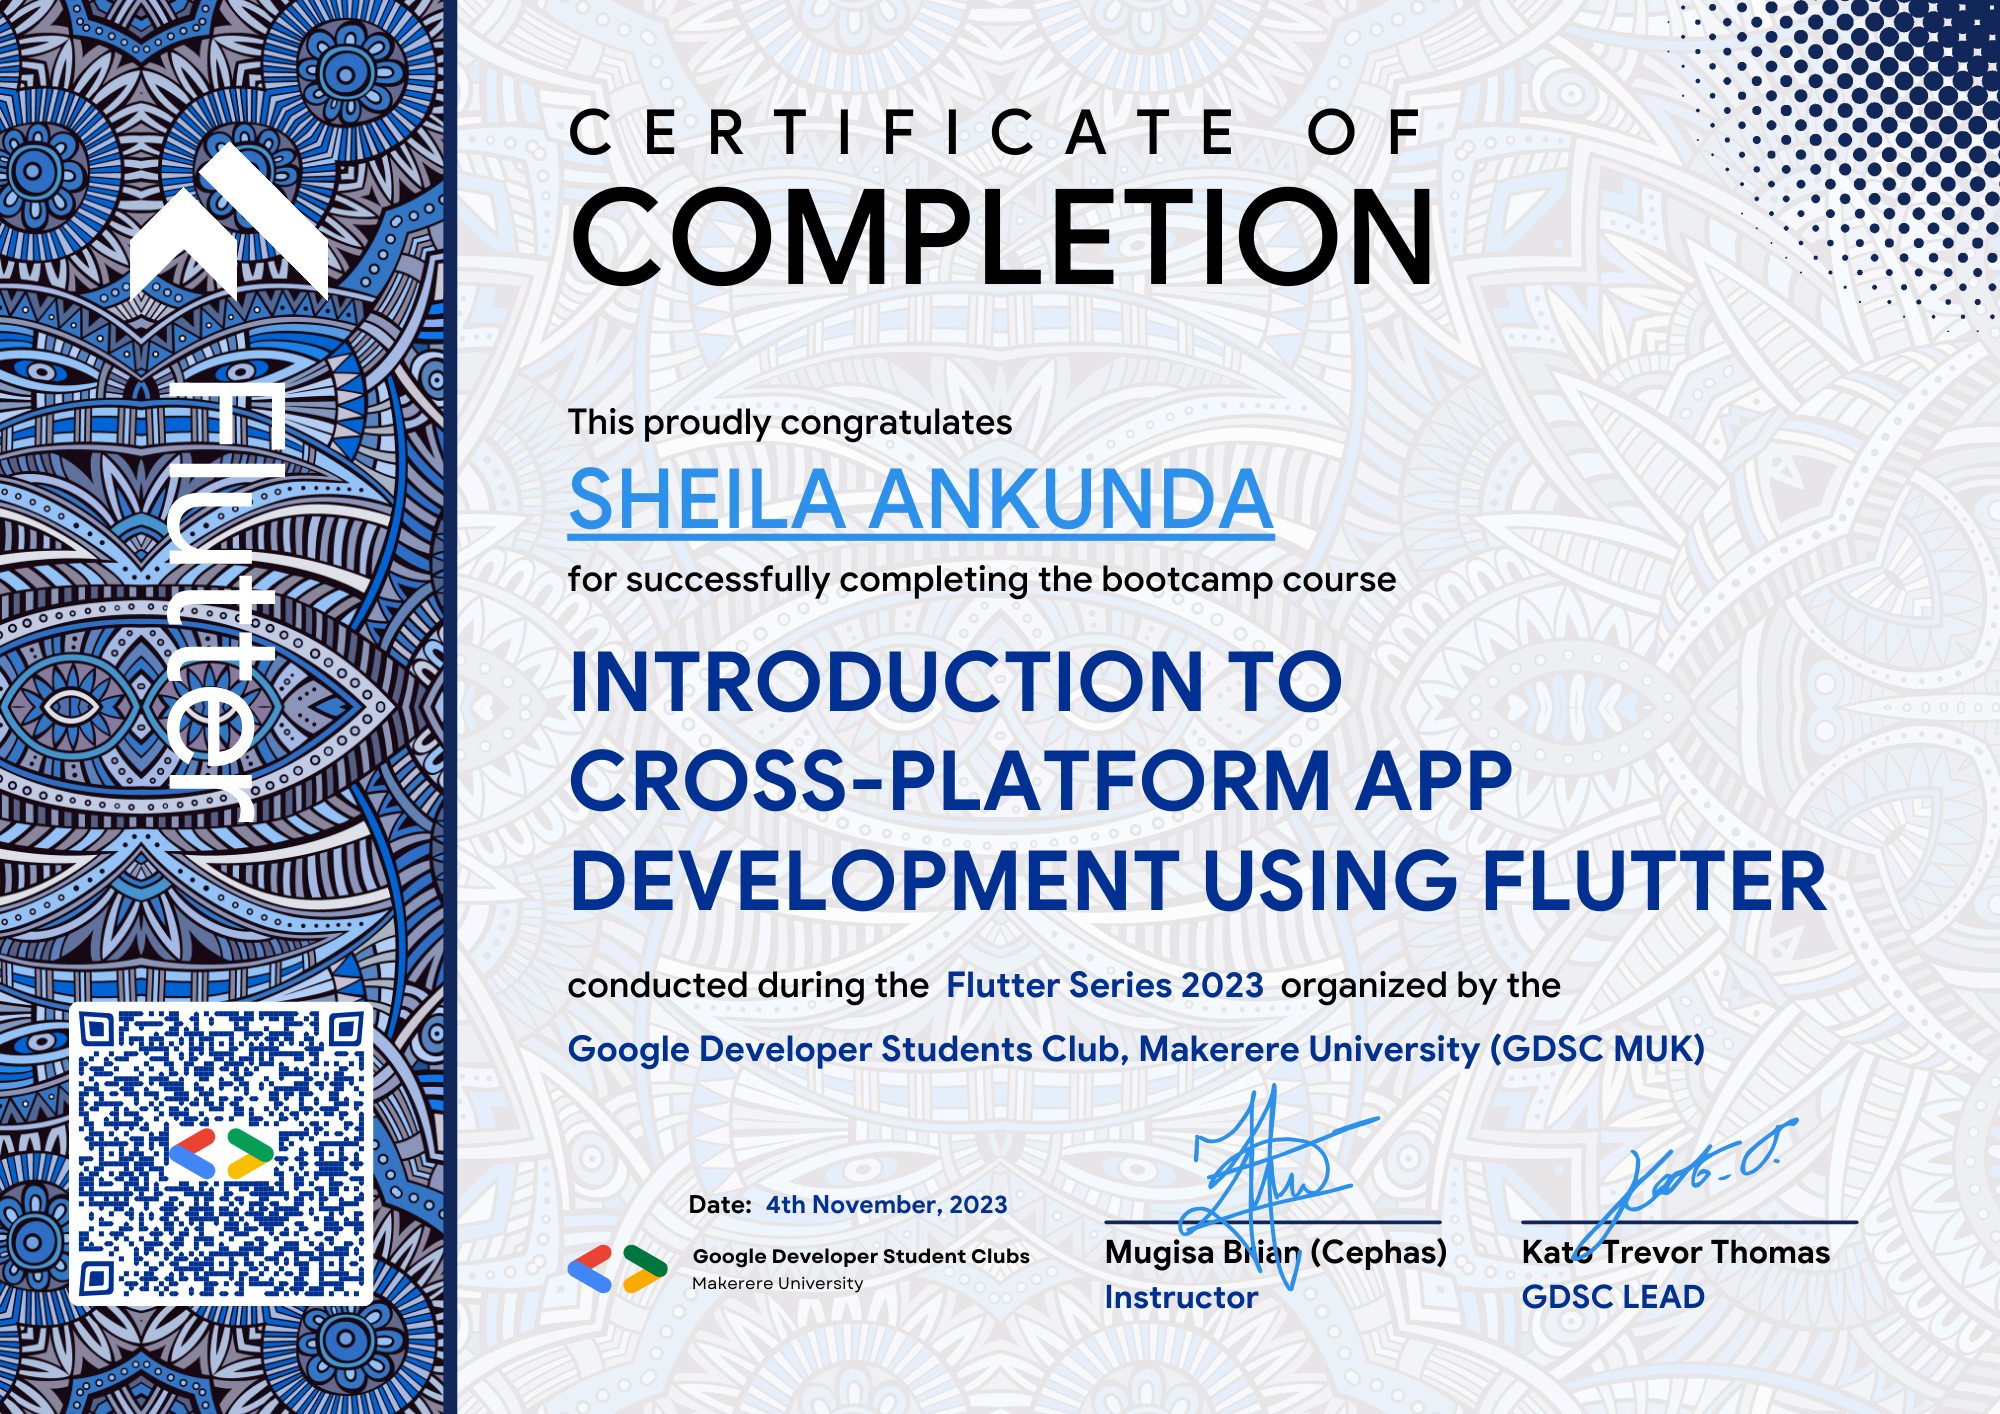 Flutter
CERTIFICATE OF
COMPLETION
This proudly congratulates
SHEILA ANKUNDA
for successfully completing the bootcamp course
INTRODUCTION TO
CROSS-PLATFORM APP
DEVELOPMENT USING FLUTTER
conducted during the Flutter Series 2023 organized by the
Google Developer Students Club, Makerere University (GDSC MUK)
Date: 4th November, 2023
Google Developer Student Clubs
Makerere University
Mugisa Brian (Cephas)
Instructor
Kato Trevor Thomas
GDSC LEAD